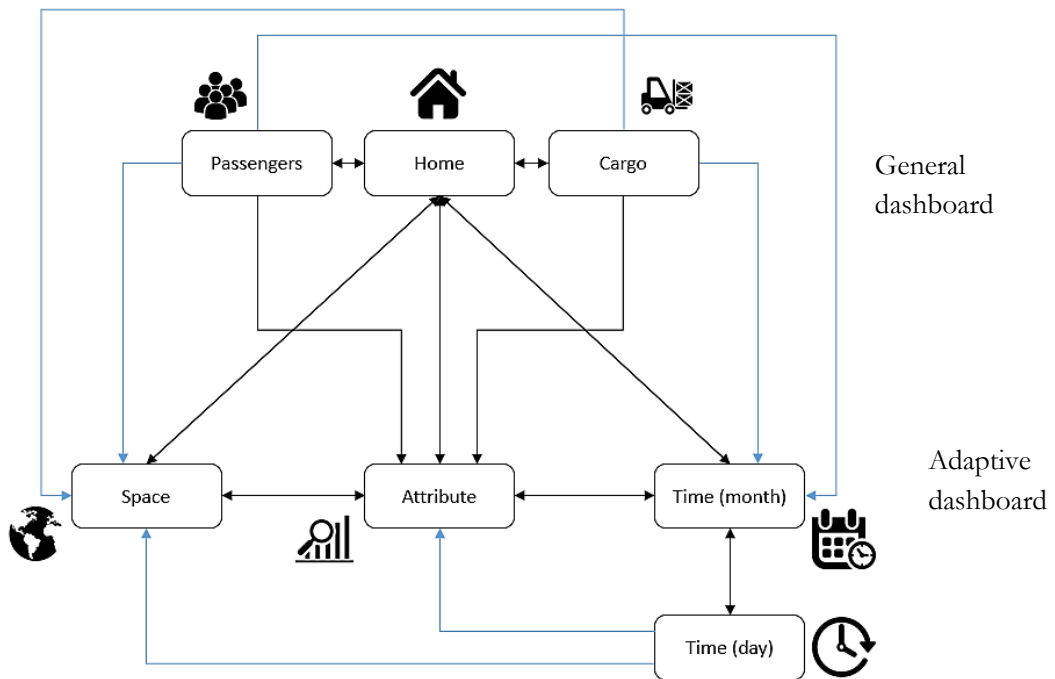 Passengers
Home
Cargo
General
dashboard
Space
Attribute
Time (month)
Adaptive
dashboard
Time (day)